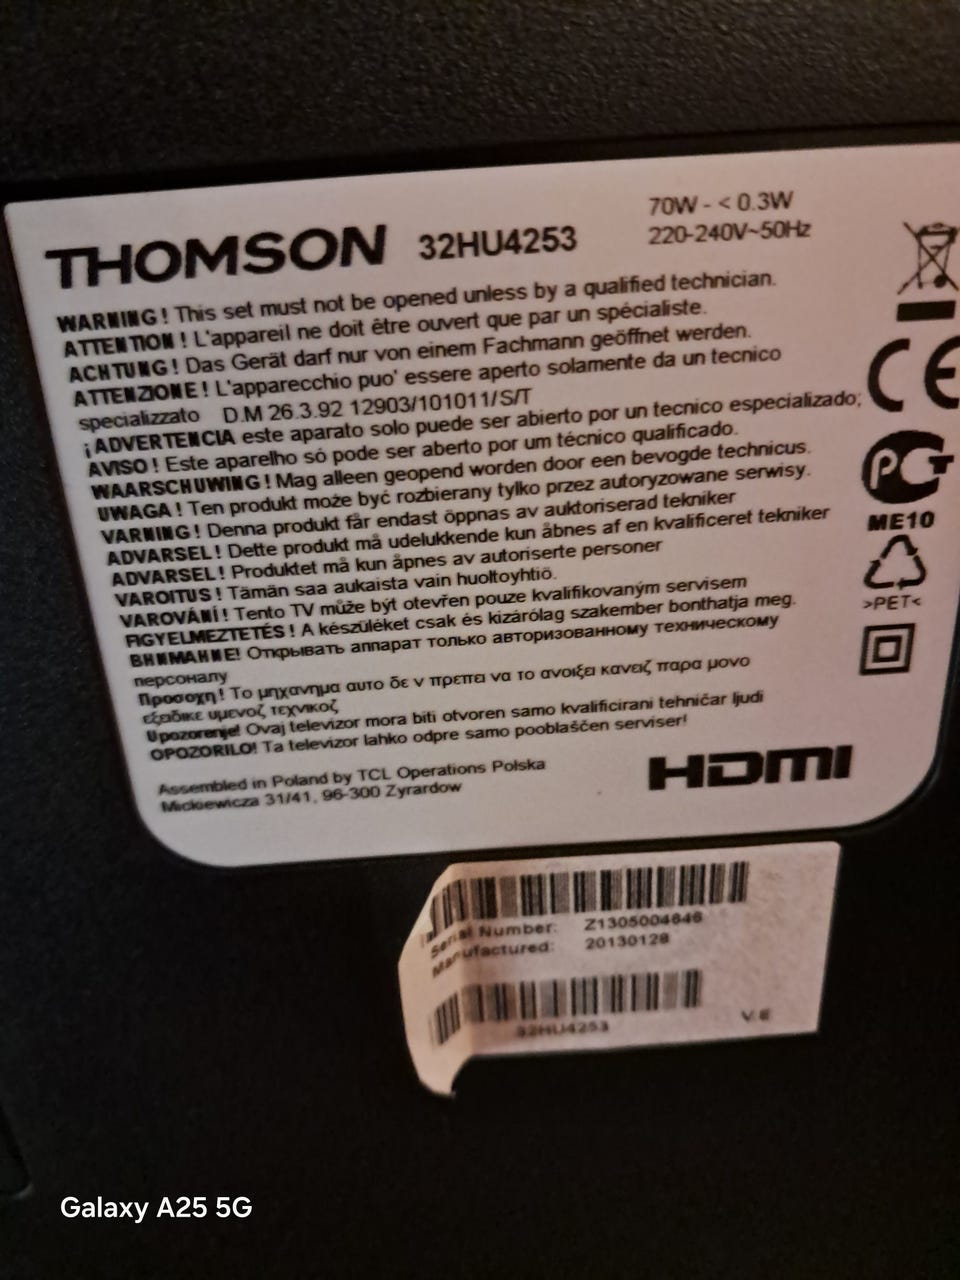 THOMSON 32HU4253
70W - < 0.3W
220-240V~50Hz
WARNING! This set must not be opened unless by a qualified technician.
ATTENTION! L'appareil ne doit être ouvert que par un spécialiste.
ACHTUNG! Das Gerät darf nur von einem Fachmann geöffnet werden.
ATTENZIONE! L'apparecchio puo' essere aperto solamente da un tecnico
specializzato D.M 26.3.92 12903/101011/S/T
¡ADVERTENCIA este aparato solo puede ser abierto por un tecnico especializado;
AVISO! Este aparelho só pode ser aberto por um técnico qualificado.
WAARSCHUWING! Mag alleen geopend worden door een bevogde technicus.
UWAGA! Ten produkt może być rozbierany tylko przez autoryzowane serwisy.
VARNING! Denna produkt får endast öppnas av auktoriserad tekniker
ADVARSEL! Dette produkt må udelukkende kun åbnes af en kvalificeret tekniker
ADVARSEL! Produktet må kun åpnes av autoriserte personer
VAROITUS! Tämän saa aukaista vain huoltoyhtiö.
VAROVÁNÍ! Tento TV může být otevřen pouze kvalifikovaným servisem
FIGYELMEZTETÉS! A készüléket csak és kizárólag szakember bonthatja meg.
ВНИМАНИЕ! Открывать аппарат только авторизованному техническому
персоналу
Προσοχη! Το μηχανημα αυτο δε ν πρεπει να το ανοιξει κανειζ παρα μονο
εξειδικε υμενοζ τεχνικοζ
Upozorenje! Ovaj televizor mora biti otvoren samo kvalificirani tehničar ljudi
OPOZORILO! Ta televizor lahko odpre samo pooblaščen serviser!
Assembled in Poland by TCL Operations Polska
Mickiewicza 31/41, 96-300 Zyrardow
HDMI
CE
PCT
ME10
>PET<
Serial Number: Z1305004646
Manufactured: 20130128
32HU4253
V.E
Galaxy A25 5G